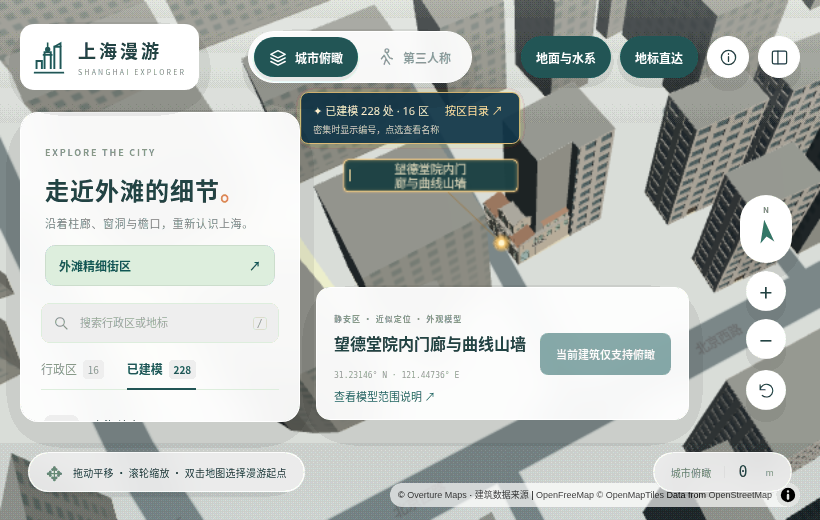 上海漫游
SHANGHAI EXPLORER
城市俯瞰
第三人称
地面与水系
地标直达
✦ 已建模 228 处 · 16 区 按区目录 ↗
密集时显示编号，点选查看名称
望德堂院内门
廊与曲线山墙
EXPLORE THE CITY
走近外滩的细节。
沿着柱廊、窗洞与檐口，重新认识上海。
外滩精细街区 ↗
搜索行政区或地标 /
行政区 16 已建模 228
N
静安区 · 近似定位 · 外观模型
望德堂院内门廊与曲线山墙
31.23146° N · 121.44736° E
查看模型范围说明 ↗
当前建筑仅支持俯瞰
北京西路
拖动平移 · 滚轮缩放 · 双击地图选择漫游起点
城市俯瞰 0 m
© Overture Maps · 建筑数据来源 | OpenFreeMap © OpenMapTiles Data from OpenStreetMap